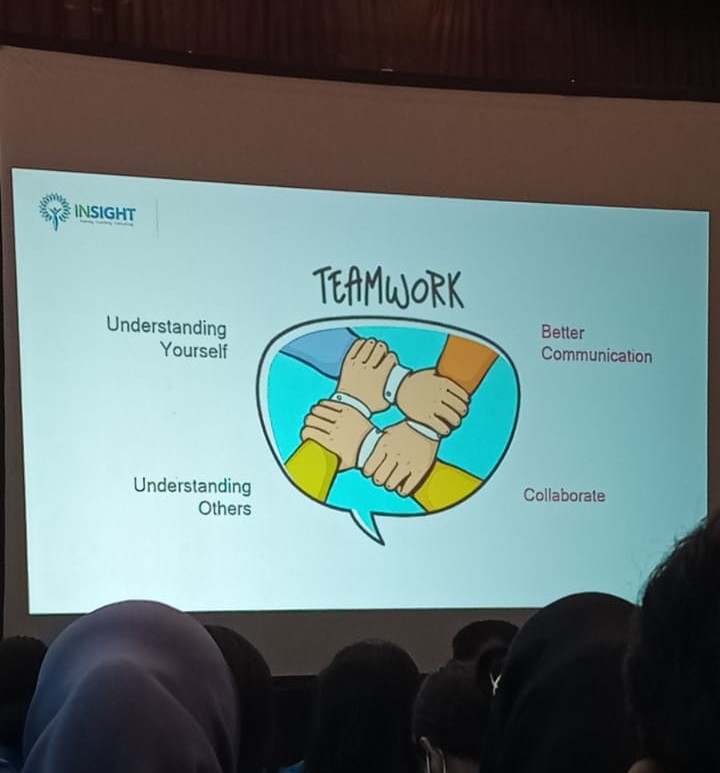 INSIGHT
TEAMWORK
Understanding
Yourself
Better
Communication
Understanding
Others
Collaborate